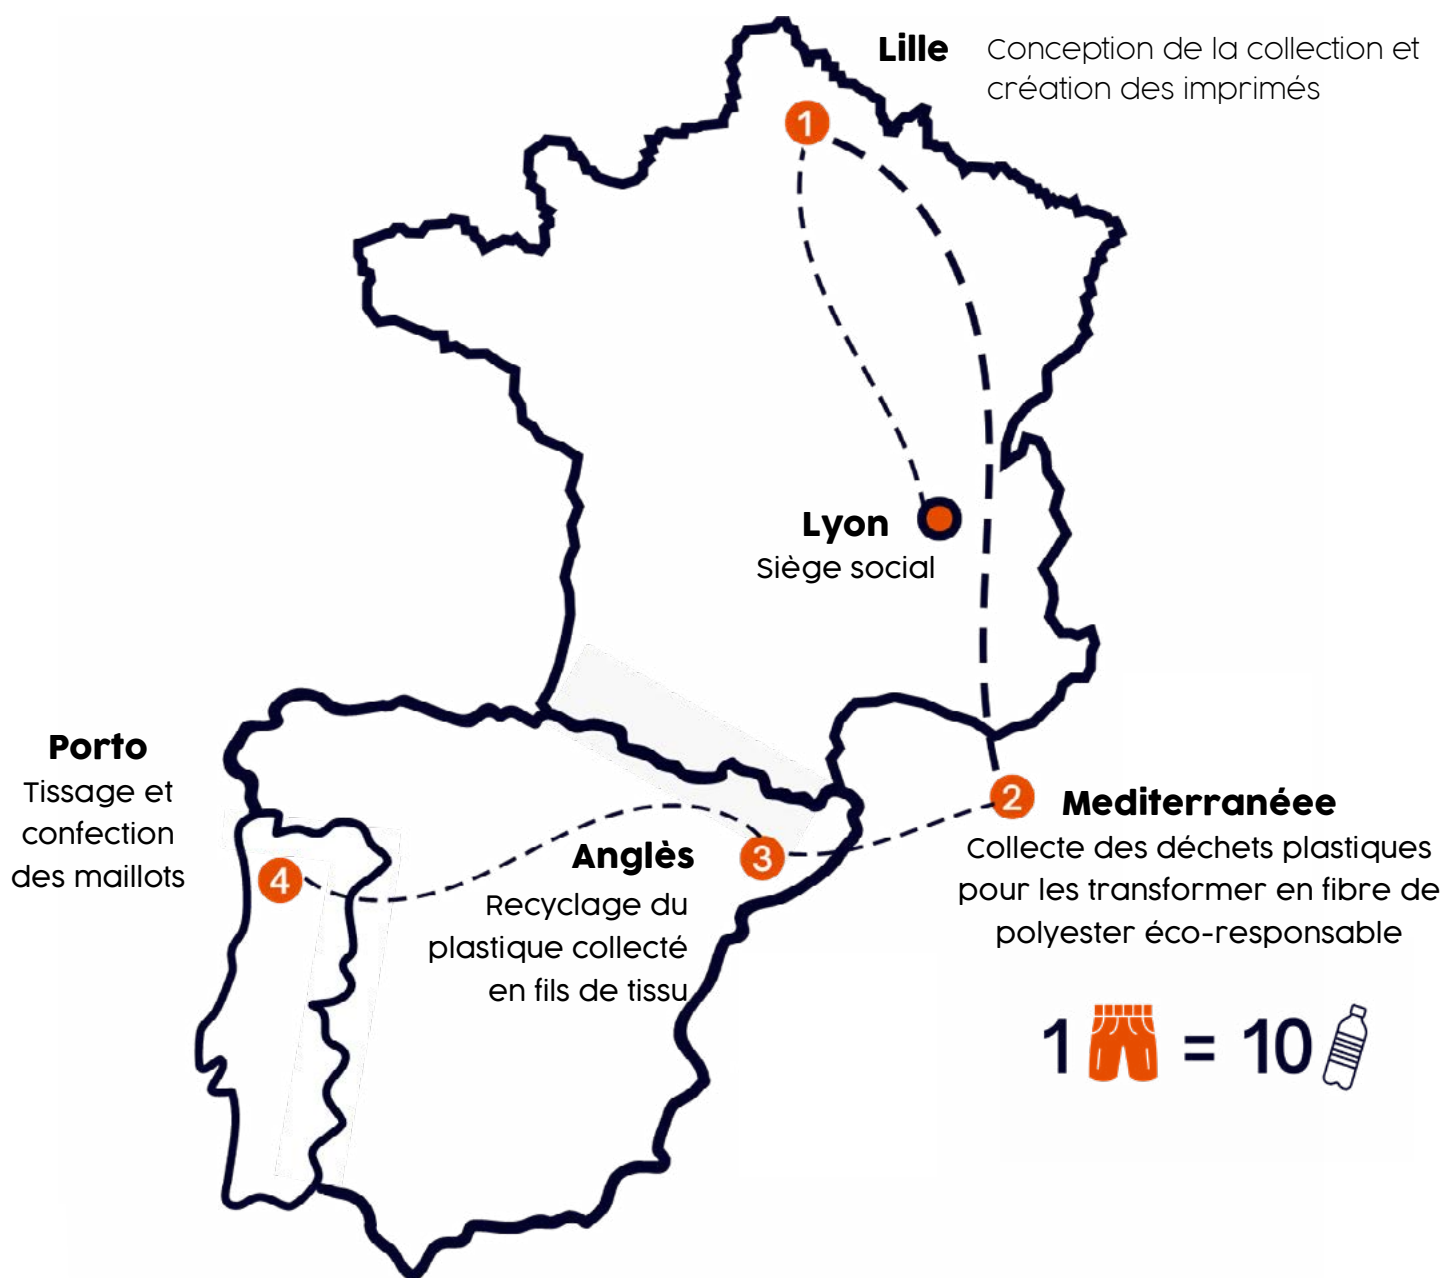 Lille
Conception de la collection et
création des imprimés
1
Lyon
Siège social
Porto
Tissage et
confection
des maillots
4
Anglès
3
Recyclage du
plastique collecté
en fils de tissu
2
Mediterranéee
Collecte des déchets plastiques
pour les transformer en fibre de
polyester éco-responsable
1 = 10